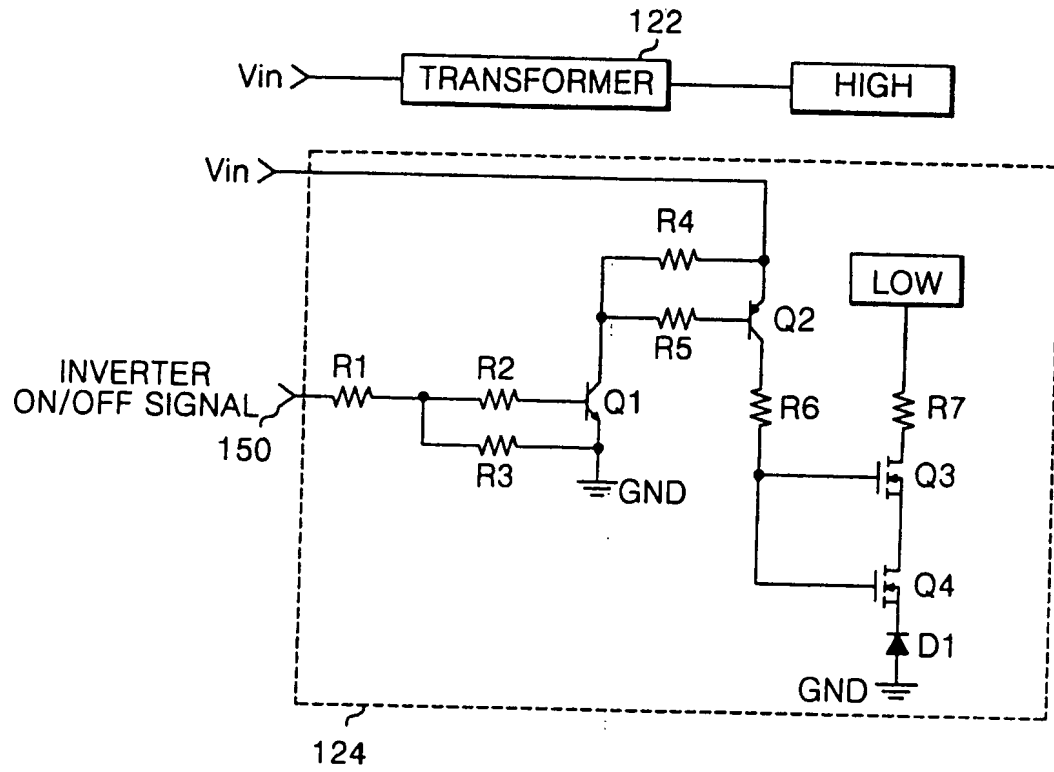 122
Vin TRANSFORMER HIGH
Vin
R4
LOW
R5 Q2
INVERTER
ON/OFF SIGNAL
R1 R2 Q1 R6 R7
150
R3 Q3
GND
Q4
D1
GND
124